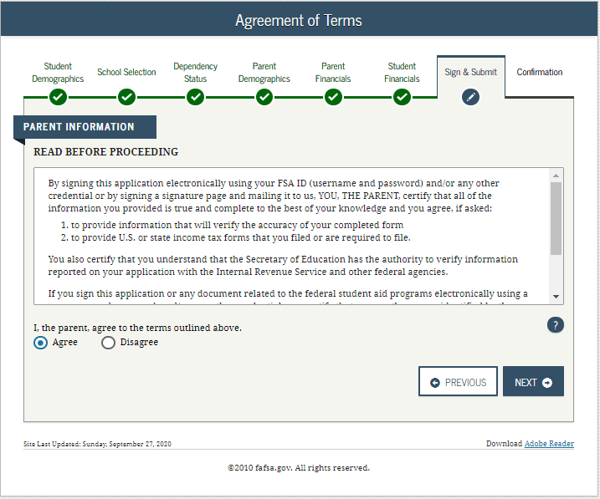 Agreement of Terms
Student Demographics
School Selection
Dependency Status
Parent Demographics
Parent Financials
Student Financials
Sign & Submit
Confirmation
PARENT INFORMATION
READ BEFORE PROCEEDING
By signing this application electronically using your FSA ID (username and password) and/or any other
credential or by signing a signature page and mailing it to us, YOU, THE PARENT, certify that all of the
information you provided is true and complete to the best of your knowledge and you agree. if asked:
1. to provide information that will verify the accuracy of your completed form
2. to provide U.S. or state income tax forms that you filed or are required to file.
You also certify that you understand that the Secretary of Education has the authority to verify information
reported on your application with the Internal Revenue Service and other federal agencies.
If you sign this application or any document related to the federal student aid programs electronically using a
I, the parent, agree to the terms outlined above.
?
Agree Disagree
PREVIOUS NEXT
Site Last Updated: Sunday, September 27, 2020 Download Adobe Reader
©2010 fafsa.gov. All rights reserved.